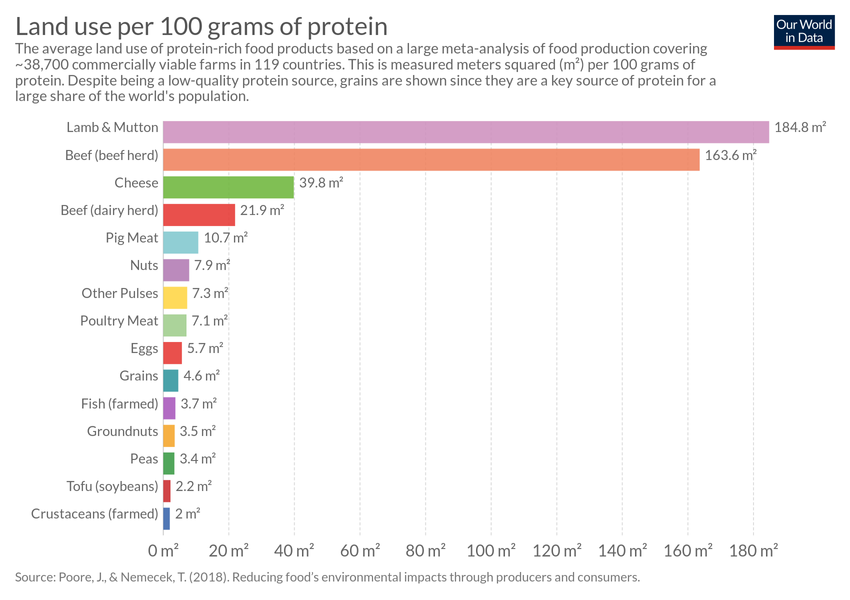 Land use per 100 grams of protein
Our World
in Data
The average land use of protein-rich food products based on a large meta-analysis of food production covering
~38,700 commercially viable farms in 119 countries. This is measured meters squared (m²) per 100 grams of
protein. Despite being a low-quality protein source, grains are shown since they are a key source of protein for a
large share of the world's population.
Lamb & Mutton 184.8 m²
Beef (beef herd) 163.6 m²
Cheese 39.8 m²
Beef (dairy herd) 21.9 m²
Pig Meat 10.7 m²
Nuts 7.9 m²
Other Pulses 7.3 m²
Poultry Meat 7.1 m²
Eggs 5.7 m²
Grains 4.6 m²
Fish (farmed) 3.7 m²
Groundnuts 3.5 m²
Peas 3.4 m²
Tofu (soybeans) 2.2 m²
Crustaceans (farmed) 2 m²
0 m² 20 m² 40 m² 60 m² 80 m² 100 m² 120 m² 140 m² 160 m² 180 m²
Source: Poore, J., & Nemecek, T. (2018). Reducing food's environmental impacts through producers and consumers.